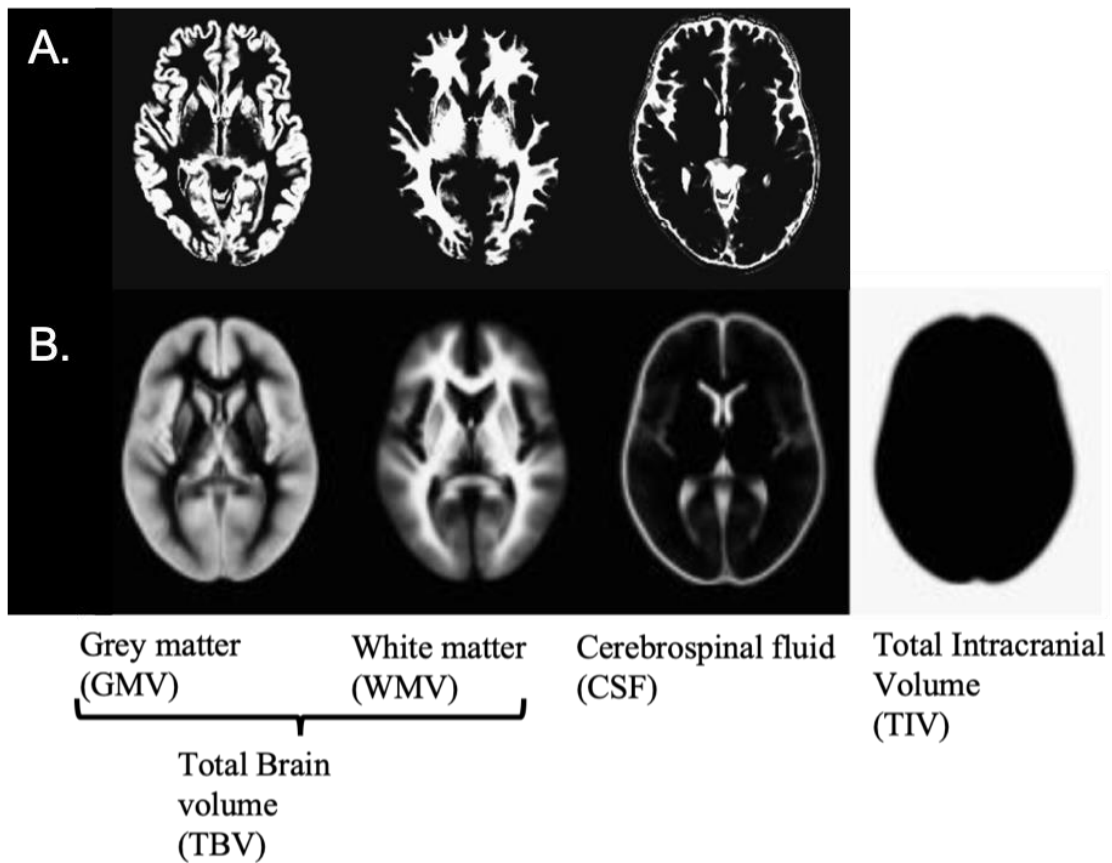 A.
B.
Grey matter
(GMV)
White matter
(WMV)
Cerebrospinal fluid
(CSF)
Total Intracranial
Volume
(TIV)
Total Brain
volume
(TBV)